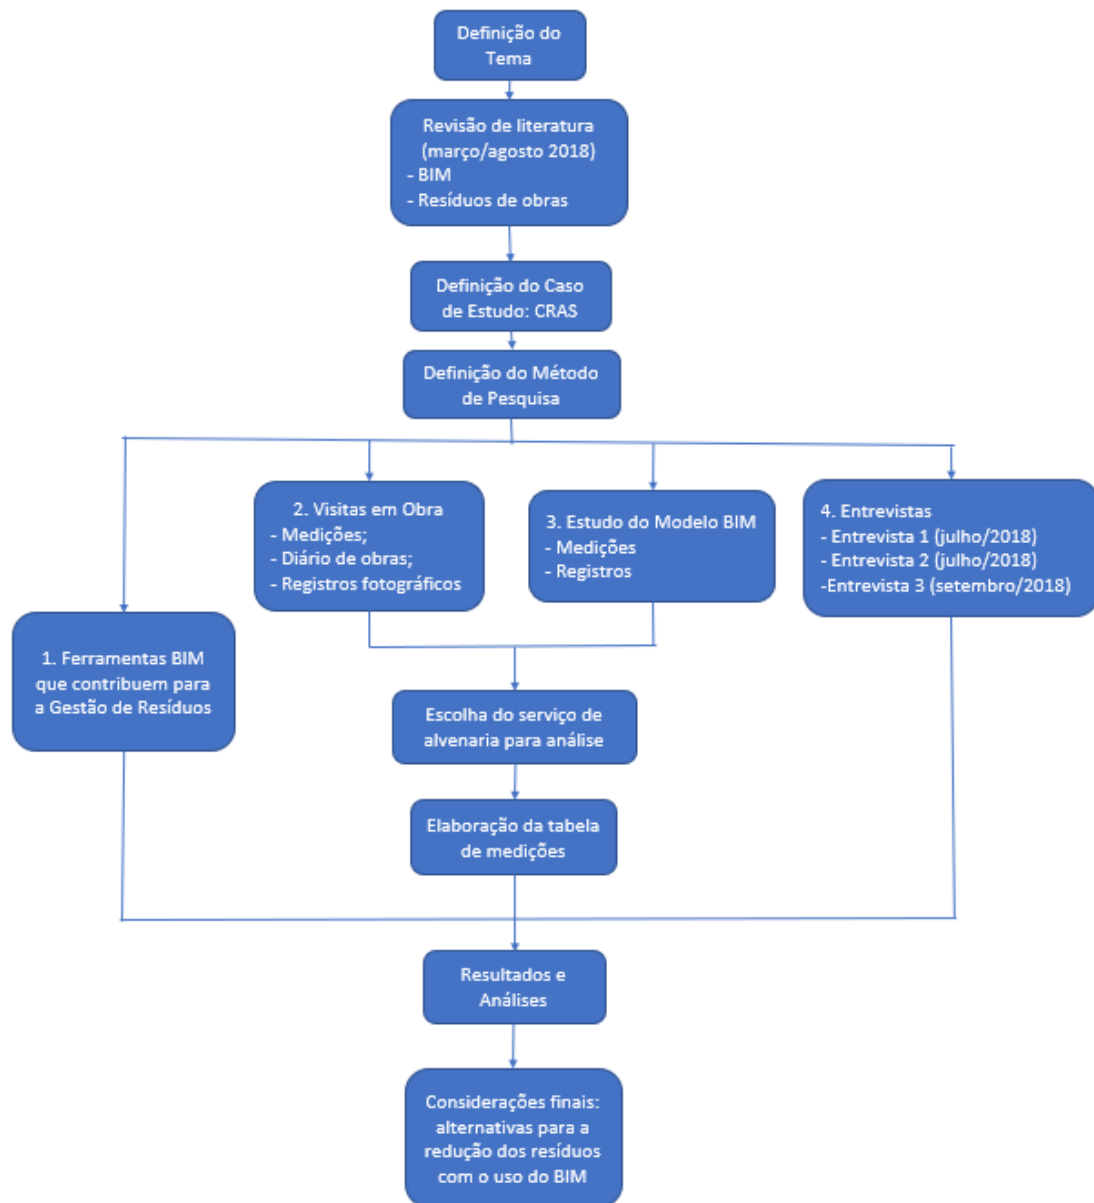 Definição do
Tema
Revisão de literatura
(março/agosto 2018)
- BIM
- Resíduos de obras
Definição do Caso
de Estudo: CRAS
Definição do Método
de Pesquisa
1. Ferramentas BIM
que contribuem para
a Gestão de Resíduos
2. Visitas em Obra
- Medições;
- Diário de obras;
- Registros fotográficos
3. Estudo do Modelo BIM
- Medições
- Registros
4. Entrevistas
- Entrevista 1 (julho/2018)
- Entrevista 2 (julho/2018)
-Entrevista 3 (setembro/2018)
Escolha do serviço de
alvenaria para análise
Elaboração da tabela
de medições
Resultados e
Análises
Considerações finais:
alternativas para a
redução dos resíduos
com o uso do BIM